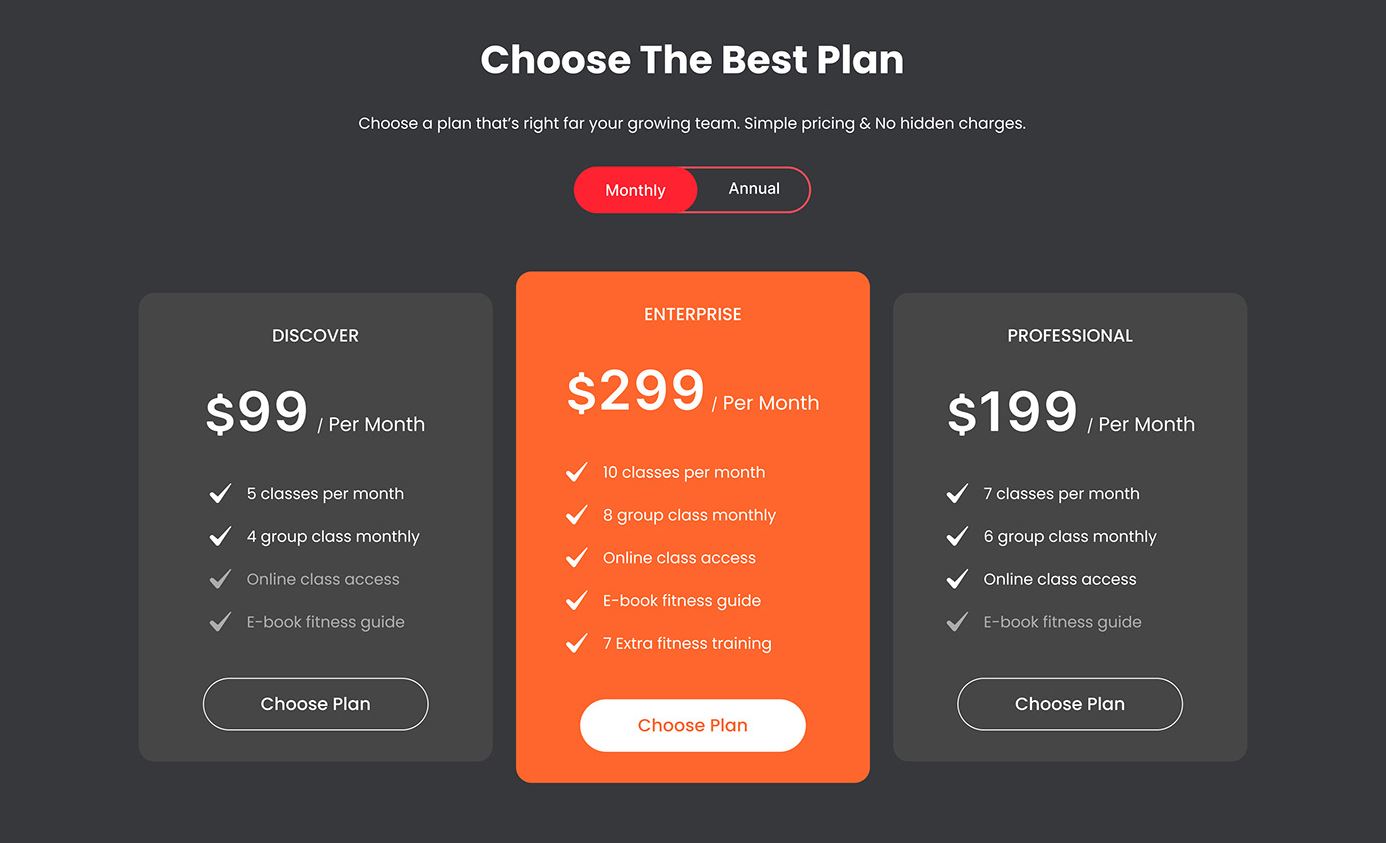 Choose The Best Plan
Choose a plan that's right far your growing team. Simple pricing & No hidden charges.
Monthly
Annual
DISCOVER
$99 / Per Month
5 classes per month
4 group class monthly
Online class access
E-book fitness guide
Choose Plan
ENTERPRISE
$299 / Per Month
10 classes per month
8 group class monthly
Online class access
E-book fitness guide
7 Extra fitness training
Choose Plan
PROFESSIONAL
$199 / Per Month
7 classes per month
6 group class monthly
Online class access
E-book fitness guide
Choose Plan